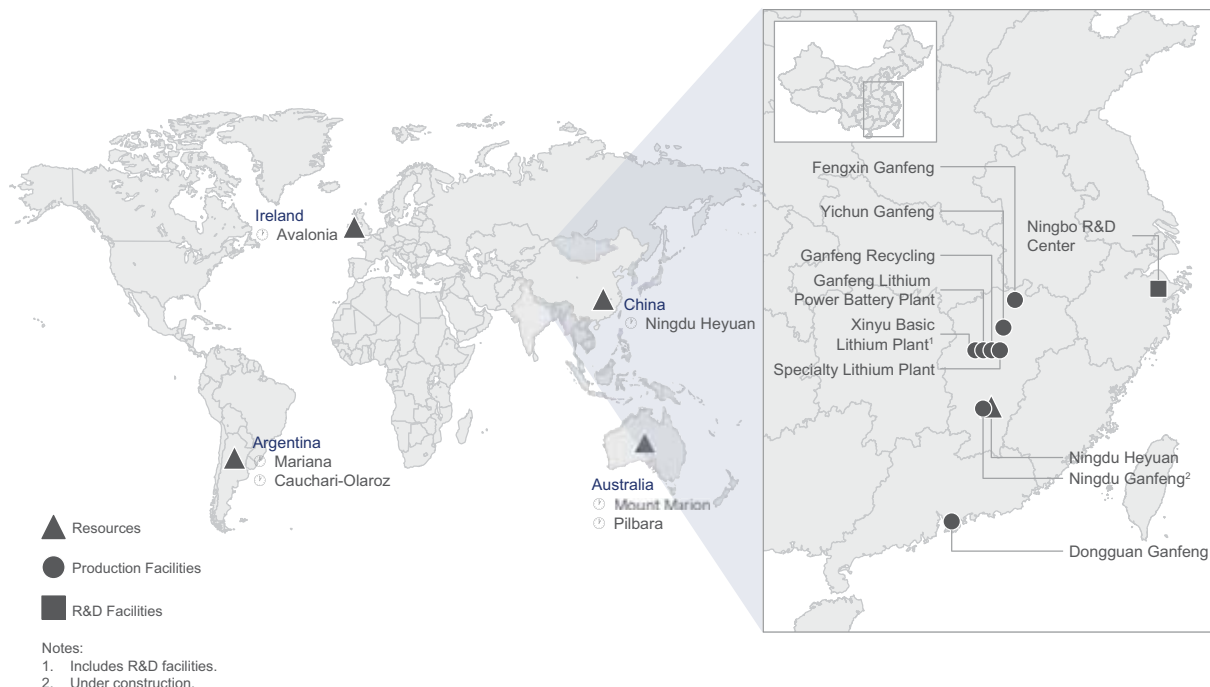 Ireland
Avalonia
China
Ningdu Heyuan
Argentina
Mariana
Cauchari-Olaroz
Australia
Mount Marion
Pilbara
Resources
Production Facilities
R&D Facilities
Notes:
1. Includes R&D facilities.
2. Under construction.
Fengxin Ganfeng
Yichun Ganfeng
Ningbo R&D
Center
Ganfeng Recycling
Ganfeng Lithium
Power Battery Plant
Xinyu Basic
Lithium Plant¹
Specialty Lithium Plant
Ningdu Heyuan
Ningdu Ganfeng²
Dongguan Ganfeng